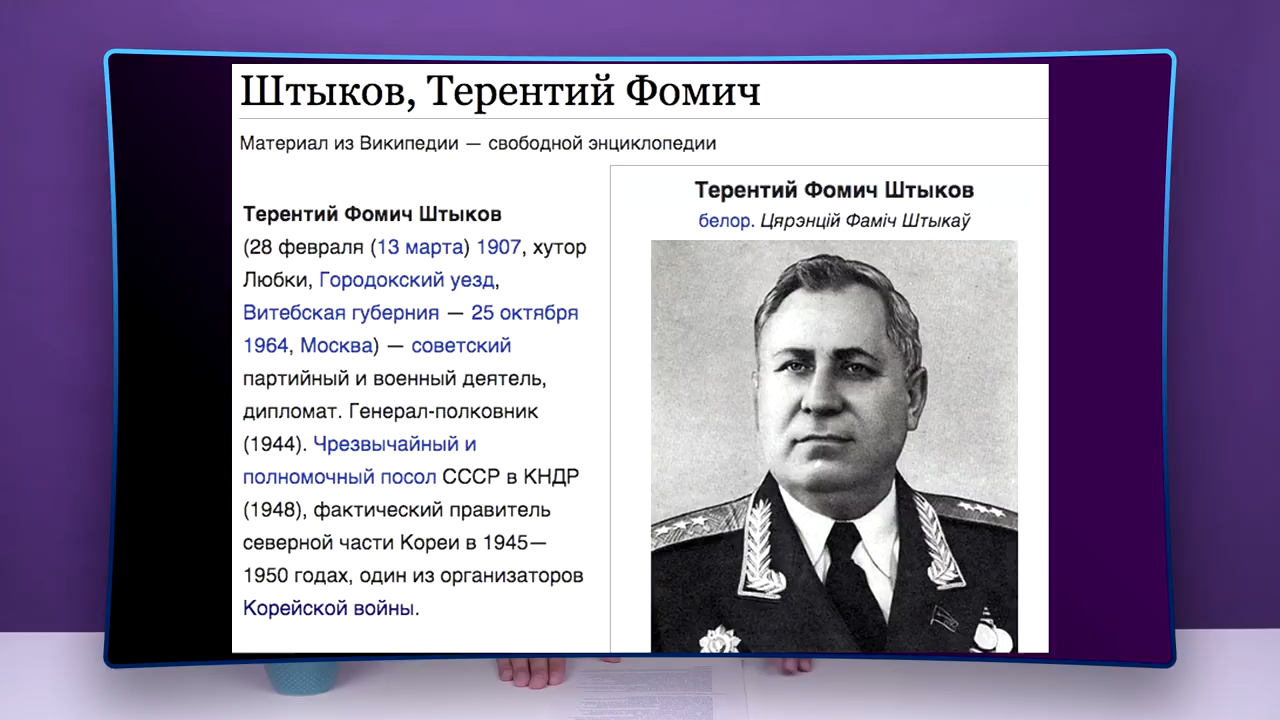 Штыков, Терентий Фомич
Материал из Википедии — свободной энциклопедии
Терентий Фомич Штыков
(28 февраля (13 марта) 1907, хутор
Любки, Городокский уезд,
Витебская губерния — 25 октября
1964, Москва) — советский
партийный и военный деятель,
дипломат. Генерал-полковник
(1944). Чрезвычайный и
полномочный посол СССР в КНДР
(1948), фактический правитель
северной части Кореи в 1945—
1950 годах, один из организаторов
Корейской войны.
Терентий Фомич Штыков
белор. Цярэнцій Фаміч Штыкаў